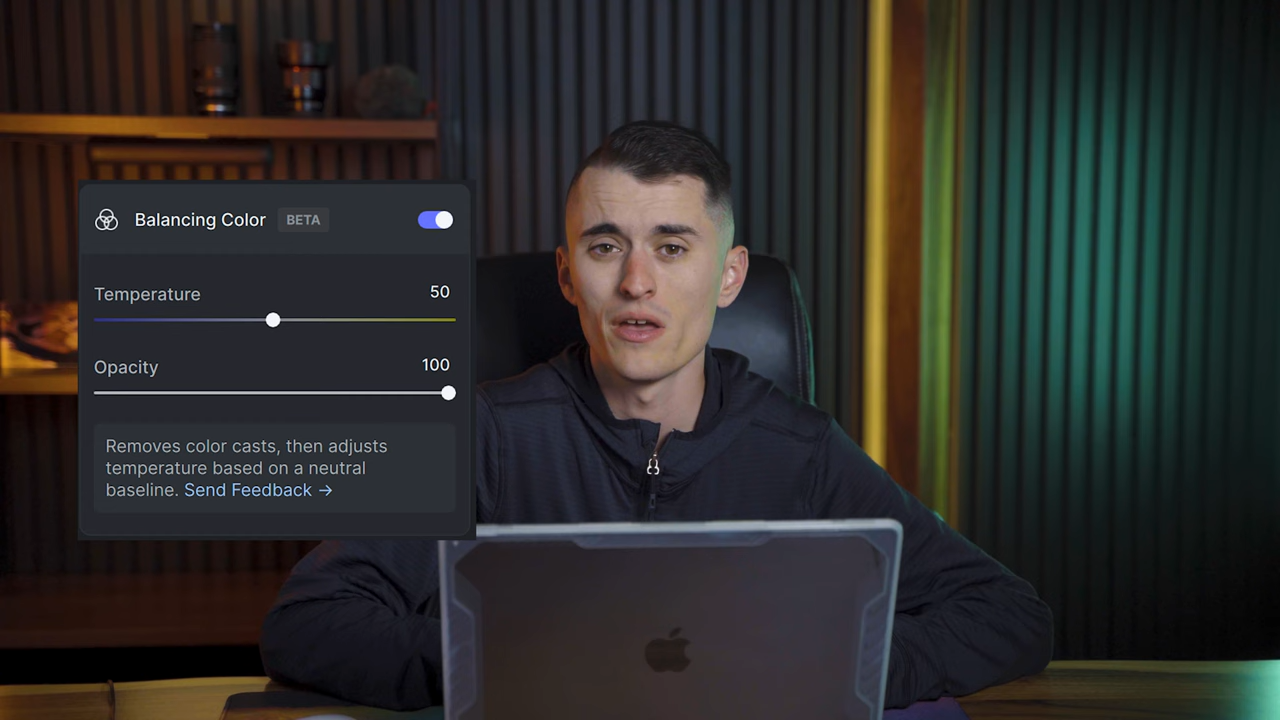 Balancing Color BETA
Temperature 50
Opacity 100
Removes color casts, then adjusts
temperature based on a neutral
baseline. Send Feedback →